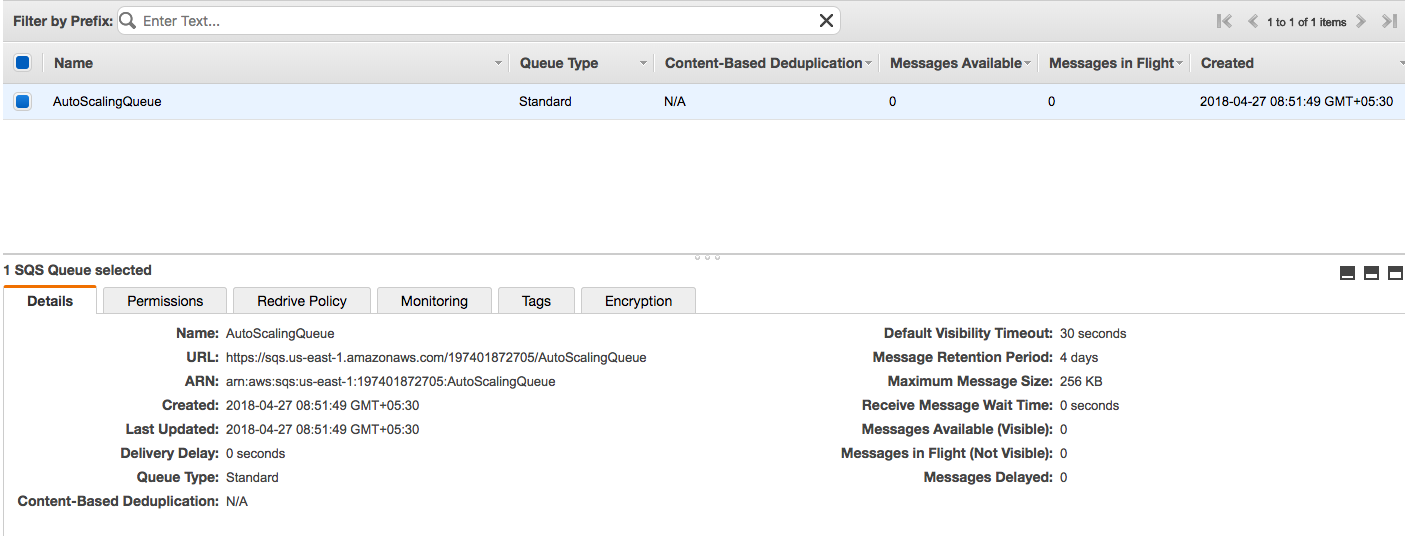 Filter by Prefix: Enter Text... 1 to 1 of 1 items
Name Queue Type Content-Based Deduplication Messages Available Messages in Flight Created
AutoScalingQueue Standard N/A 0 0 2018-04-27 08:51:49 GMT+05:30
1 SQS Queue selected
Details Permissions Redrive Policy Monitoring Tags Encryption
Name: AutoScalingQueue
URL: https://sqs.us-east-1.amazonaws.com/197401872705/AutoScalingQueue
ARN: arn:aws:sqs:us-east-1:197401872705:AutoScalingQueue
Created: 2018-04-27 08:51:49 GMT+05:30
Last Updated: 2018-04-27 08:51:49 GMT+05:30
Delivery Delay: 0 seconds
Queue Type: Standard
Content-Based Deduplication: N/A
Default Visibility Timeout: 30 seconds
Message Retention Period: 4 days
Maximum Message Size: 256 KB
Receive Message Wait Time: 0 seconds
Messages Available (Visible): 0
Messages in Flight (Not Visible): 0
Messages Delayed: 0